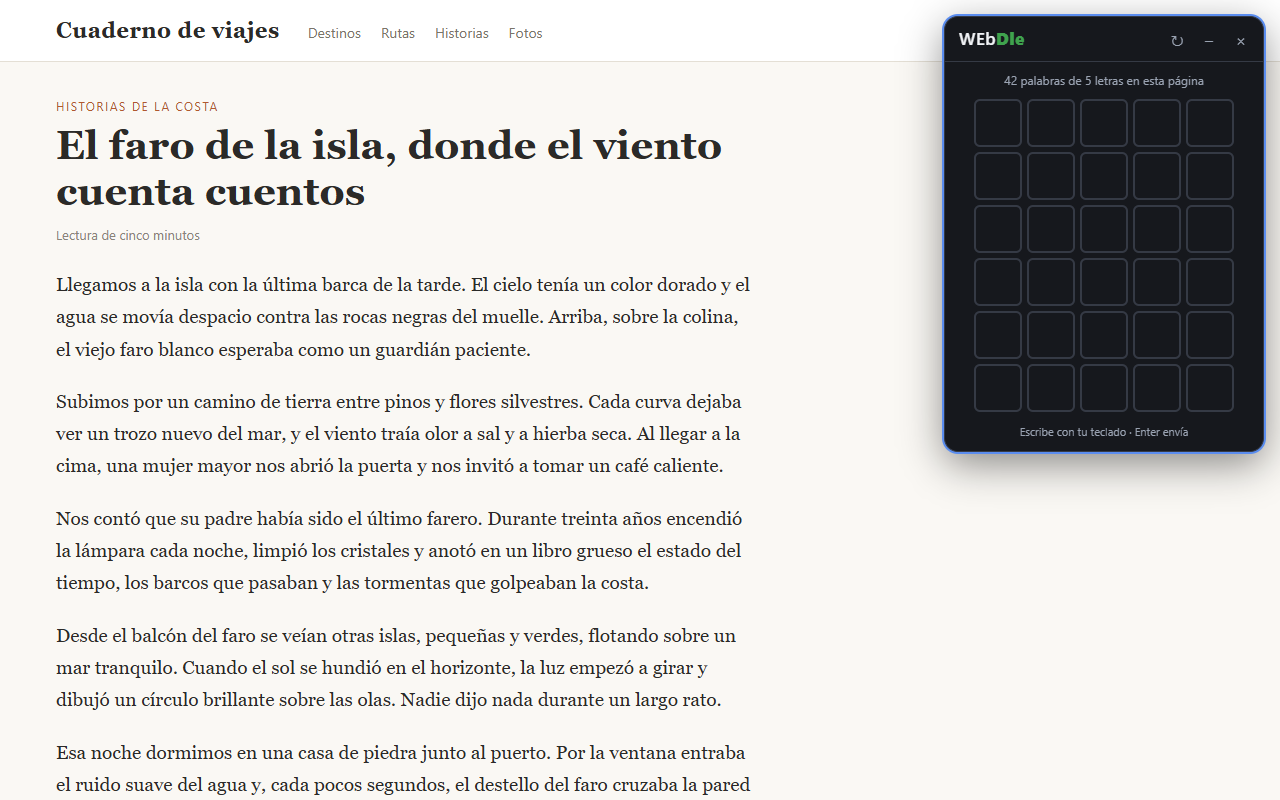 Cuaderno de viajes
Destinos
Rutas
Historias
Fotos
HISTORIAS DE LA COSTA
El faro de la isla, donde el viento
cuenta cuentos
Lectura de cinco minutos
Llegamos a la isla con la última barca de la tarde. El cielo tenía un color dorado y el
agua se movía despacio contra las rocas negras del muelle. Arriba, sobre la colina,
el viejo faro blanco esperaba como un guardián paciente.
Subimos por un camino de tierra entre pinos y flores silvestres. Cada curva dejaba
ver un trozo nuevo del mar, y el viento traía olor a sal y a hierba seca. Al llegar a la
cima, una mujer mayor nos abrió la puerta y nos invitó a tomar un café caliente.
Nos contó que su padre había sido el último farero. Durante treinta años encendió
la lámpara cada noche, limpió los cristales y anotó en un libro grueso el estado del
tiempo, los barcos que pasaban y las tormentas que golpeaban la costa.
Desde el balcón del faro se veían otras islas, pequeñas y verdes, flotando sobre un
mar tranquilo. Cuando el sol se hundió en el horizonte, la luz empezó a girar y
dibujó un círculo brillante sobre las olas. Nadie dijo nada durante un largo rato.
Esa noche dormimos en una casa de piedra junto al puerto. Por la ventana entraba
el ruido suave del agua y, cada pocos segundos, el destello del faro cruzaba la pared
WEbDle
42 palabras de 5 letras en esta página
Escribe con tu teclado · Enter envía